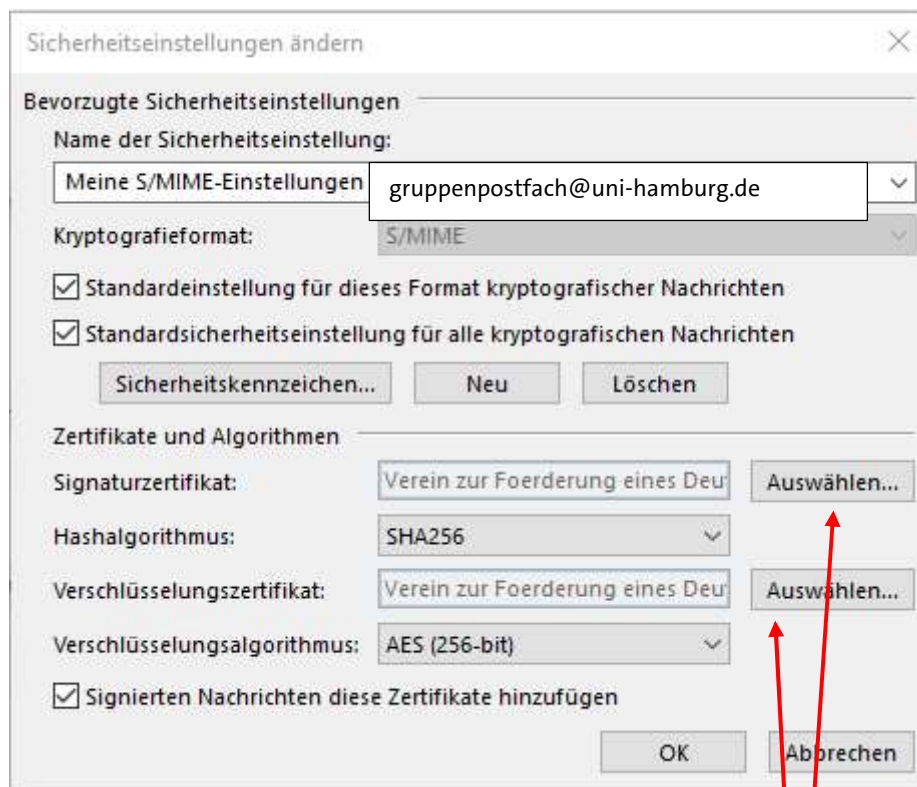 Sicherheitseinstellungen ändern
Bevorzugte Sicherheitseinstellungen
Name der Sicherheitseinstellung:
Meine S/MIME-Einstellungen gruppenpostfach@uni-hamburg.de
Kryptografieformat: S/MIME
Standardeinstellung für dieses Format kryptografischer Nachrichten
Standardsicherheitseinstellung für alle kryptografischen Nachrichten
Sicherheitskennzeichen... Neu Löschen
Zertifikate und Algorithmen
Signaturzertifikat: Verein zur Foerderung eines Deu Auswählen...
Hashalgorithmus: SHA256
Verschlüsselungszertifikat: Verein zur Foerderung eines Deu Auswählen...
Verschlüsselungsalgorithmus: AES (256-bit)
Signierten Nachrichten diese Zertifikate hinzufügen
OK Abbrechen